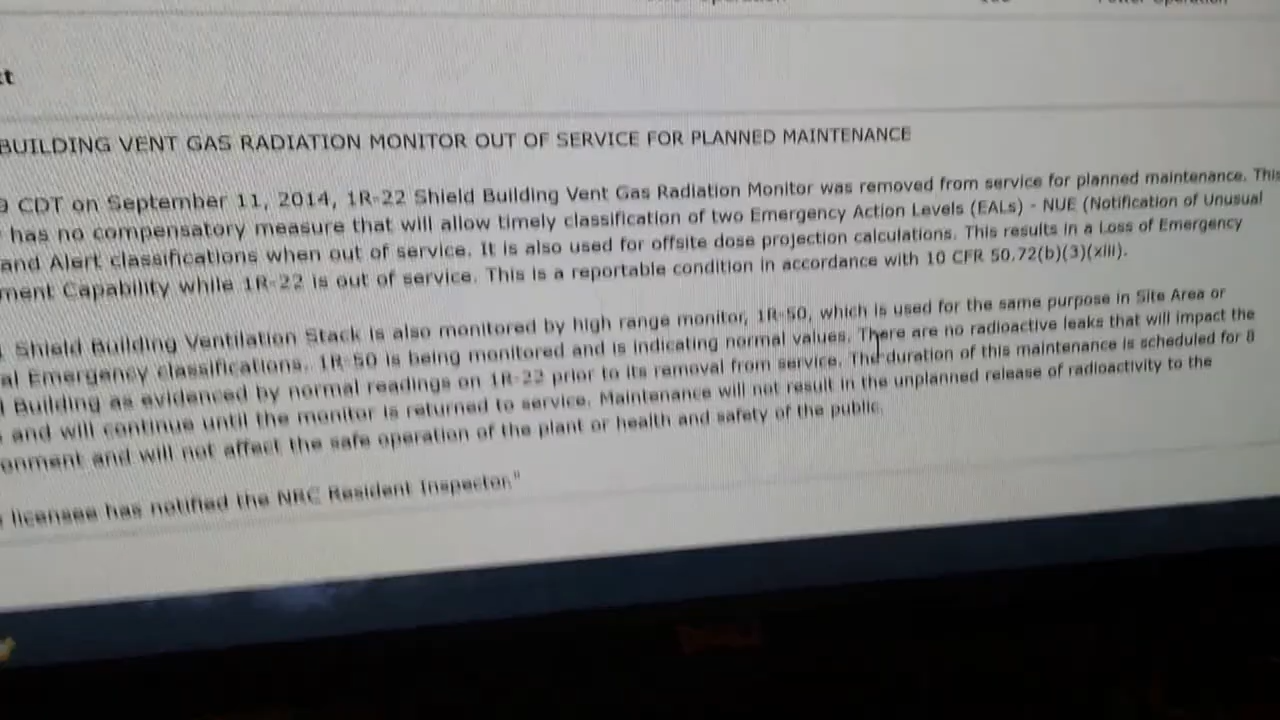 Power Operation
ct
BUILDING VENT GAS RADIATION MONITOR OUT OF SERVICE FOR PLANNED MAINTENANCE
9 CDT on September 11, 2014, 1R-22 Shield Building Vent Gas Radiation Monitor was removed from service for planned maintenance. This
has no compensatory measure that will allow timely classification of two Emergency Action Levels (EALs) - NUE (Notification of Unusual
and Alert classifications when out of service. It is also used for offsite dose projection calculations. This results in a Loss of Emergency
ment Capability while 1R-22 is out of service. This is a reportable condition in accordance with 10 CFR 50.72(b)(3)(xiii).
Shield Building Ventilation Stack is also monitored by high range monitor, 1R-50, which is used for the same purpose in Site Area or
al Emergency classifications. 1R-50 is being monitored and is indicating normal values. There are no radioactive leaks that will impact the
Building as evidenced by normal readings on 1R-22 prior to its removal from service. The duration of this maintenance is scheduled for 8
and will continue until the monitor is returned to service. Maintenance will not result in the unplanned release of radioactivity to the
onment and will not affect the safe operation of the plant or health and safety of the public.
licensee has notified the NRC Resident Inspector."